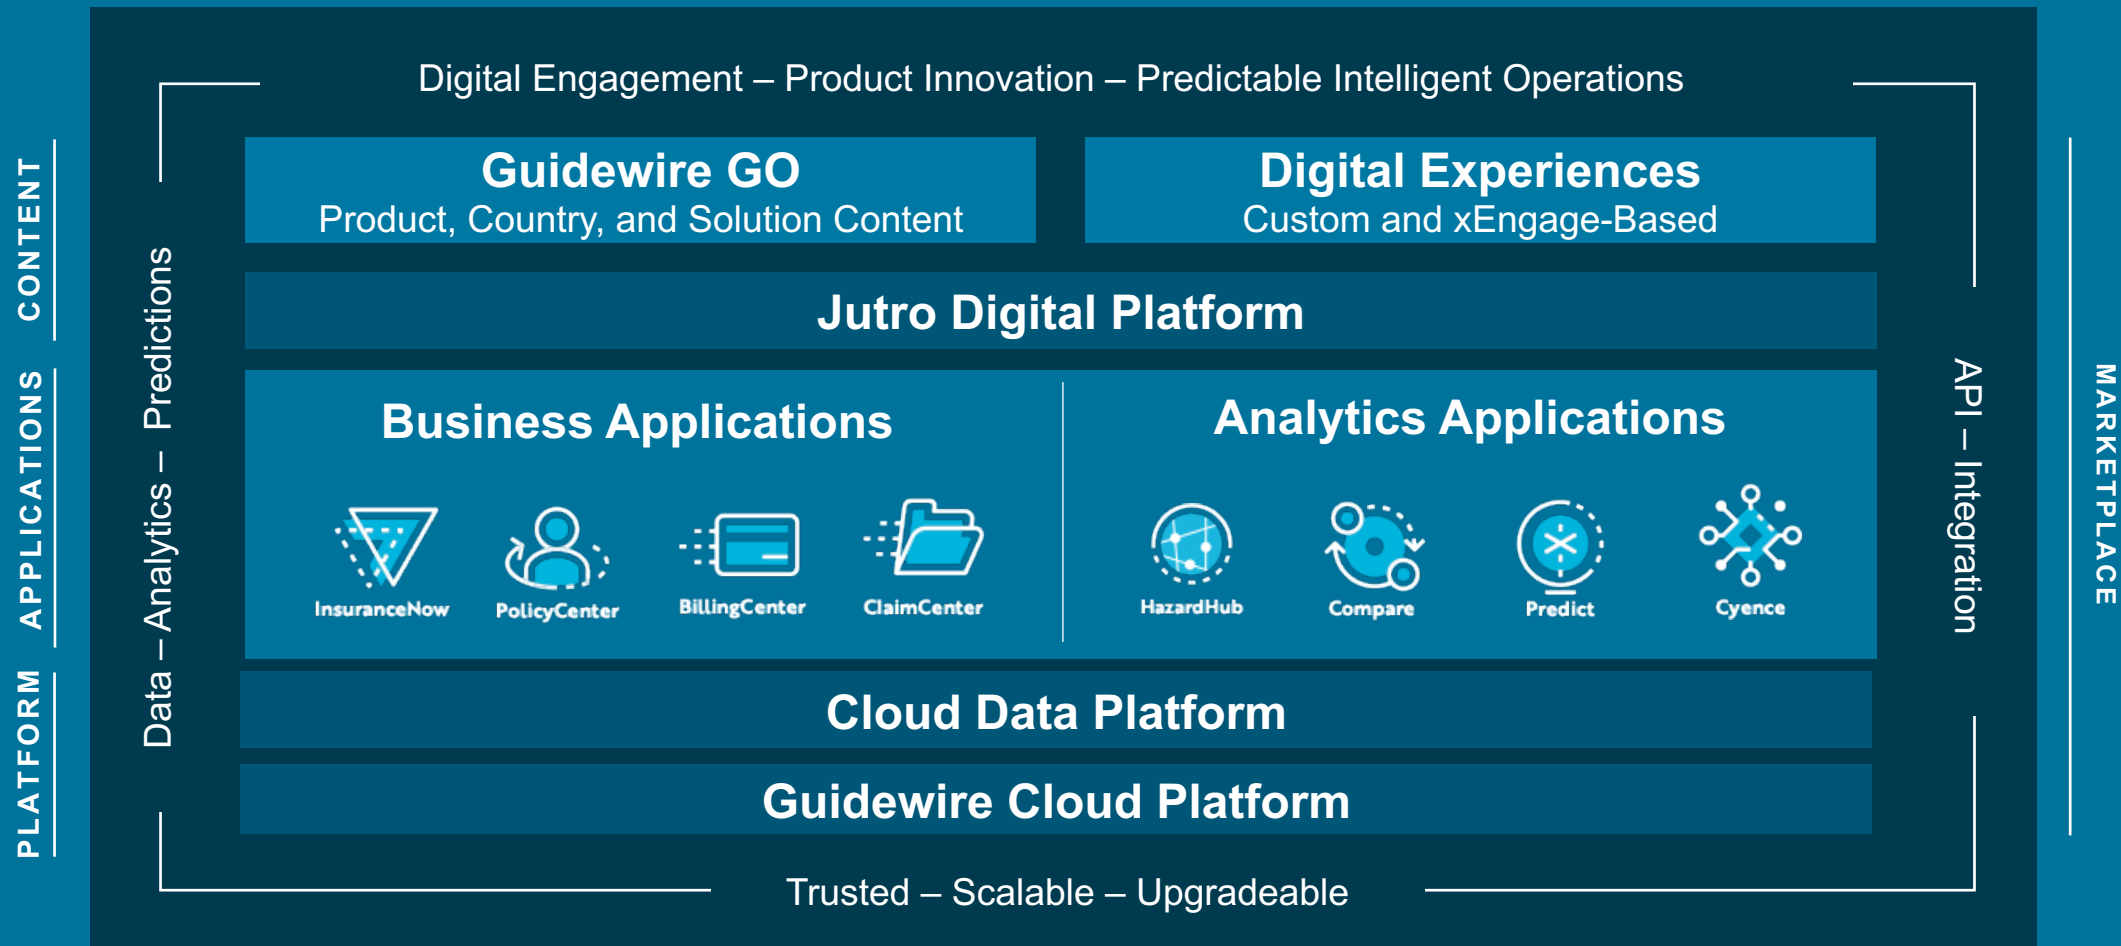 Digital Engagement – Product Innovation – Predictable Intelligent Operations
CONTENT
APPLICATIONS
PLATFORM
Data – Analytics – Predictions
Guidewire GO
Product, Country, and Solution Content
Digital Experiences
Custom and xEngage-Based
Jutro Digital Platform
Business Applications
InsuranceNow
PolicyCenter
BillingCenter
ClaimCenter
Analytics Applications
HazardHub
Compare
Predict
Cyence
Cloud Data Platform
Guidewire Cloud Platform
API – Integration
MARKETPLACE
Trusted – Scalable – Upgradeable